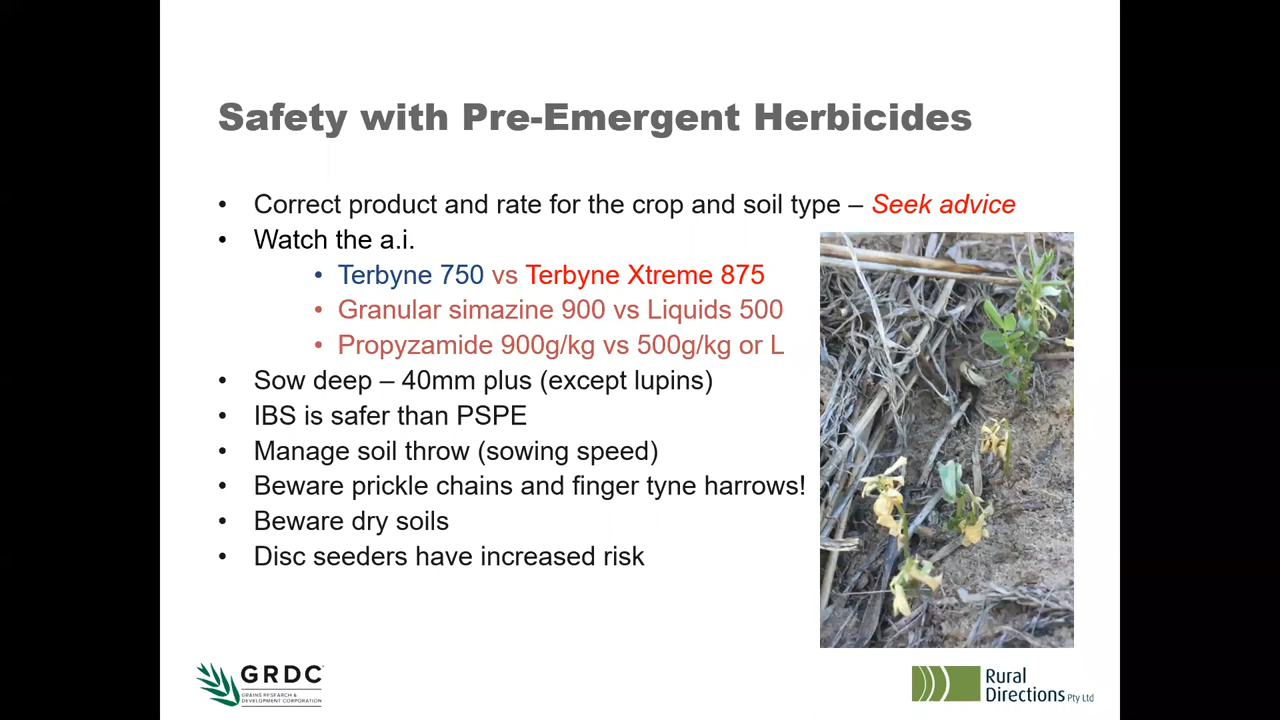 Safety with Pre-Emergent Herbicides
• Correct product and rate for the crop and soil type – Seek advice
• Watch the a.i.
• Terbyne 750 vs Terbyne Xtreme 875
• Granular simazine 900 vs Liquids 500
• Propyzamide 900g/kg vs 500g/kg or L
• Sow deep – 40mm plus (except lupins)
• IBS is safer than PSPE
• Manage soil throw (sowing speed)
• Beware prickle chains and finger tyne harrows!
• Beware dry soils
• Disc seeders have increased risk
GRDC
GRAINS RESEARCH &
DEVELOPMENT CORPORATION
Rural
Directions Pty Ltd